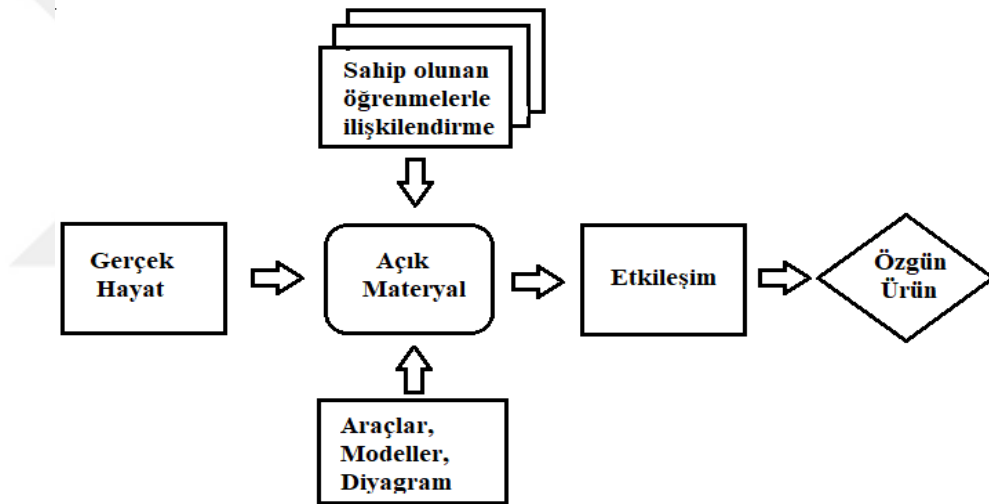 Sahip olunan
öğrenmelerle
ilişkilendirme
Gerçek
Hayat
Açık
Materyal
Etkileşim
Özgün
Ürün
Araçlar,
Modeller,
Diyagram